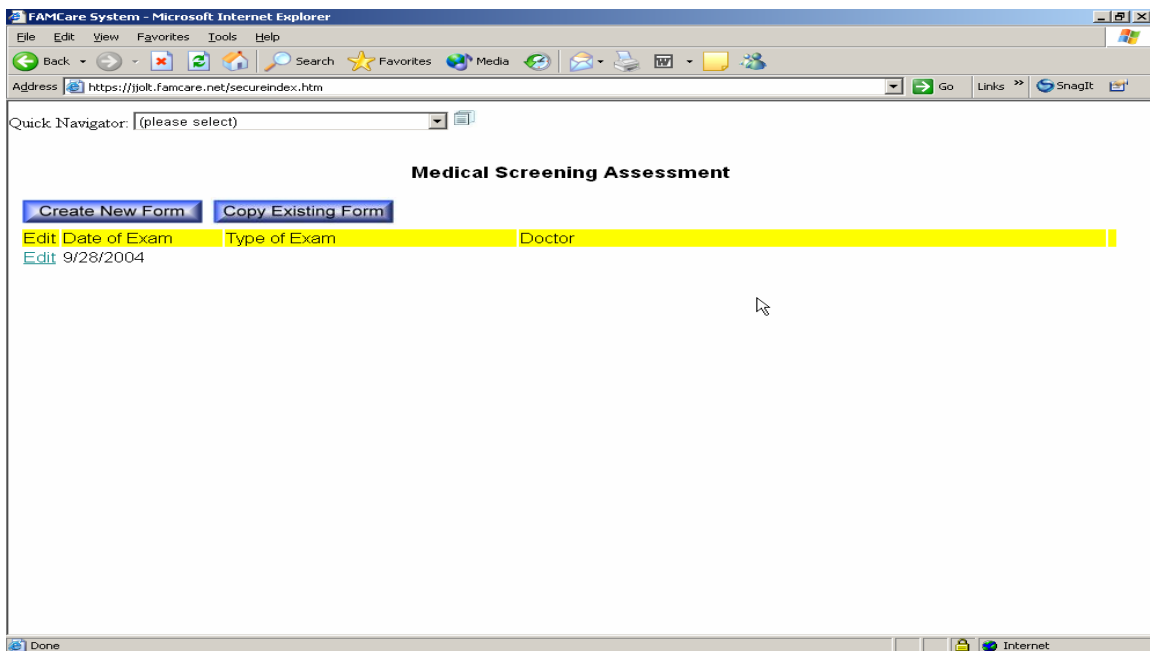 FAMCare System - Microsoft Internet Explorer
File Edit View Favorites Tools Help
Back Search Favorites Media W
Address https://jjolt.famcare.net/secureindex.htm Go Links » SnagIt
Quick Navigator: (please select)
Medical Screening Assessment
Create New Form Copy Existing Form
Edit Date of Exam Type of Exam Doctor
Edit 9/28/2004
Done Internet